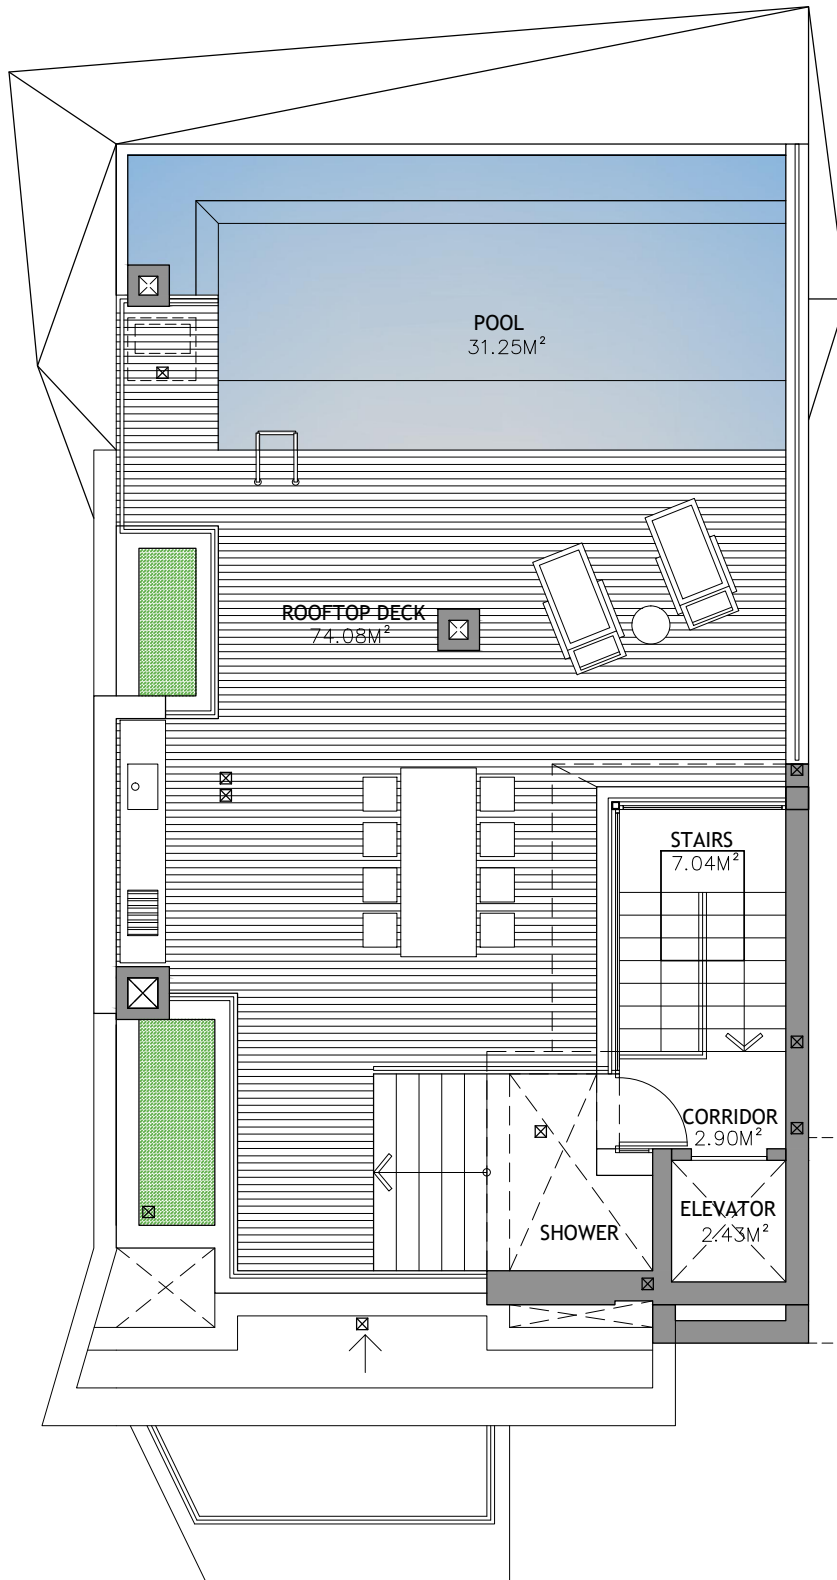 POOL
31.25M²
ROOFTOP DECK
74.08M²
STAIRS
7.04M²
CORRIDOR
2.90M²
ELEVATOR
2.43M²
SHOWER